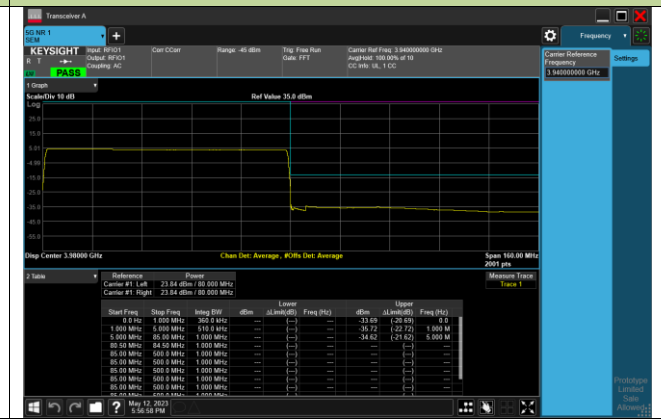 Transceiver A
5G NR 1
SEM
+
Frequency
KEYSIGHT
R T
PASS
Input: RFIO1
Output: RFIO1
Coupling: AC
Corr CCorr
Range: -45 dBm
Trig: Free Run
Gate: FFT
Carrier Ref Freq: 3.940000000 GHz
Avg|Hold: 100.00% of 10
CC Info: UL, 1 CC
Carrier Reference Frequency
3.940000000 GHz
Settings
1 Graph
Scale/Div 10 dB
Ref Value 35.0 dBm
Log
25.0
15.0
5.01
-4.99
-15.0
-25.0
-35.0
-45.0
-55.0
Disp Center 3.98000 GHz
Chan Det: Average , #Offs Det: Average
Span 160.00 MHz
2001 pts
2 Table
Reference Power
Carrier #1: Left 23.84 dBm / 80.000 MHz
Carrier #1: Right 23.84 dBm / 80.000 MHz
Measure Trace
Trace 1
Lower Upper
Start Freq Stop Freq Integ BW dBm ΔLimit(dB) Freq (Hz) dBm ΔLimit(dB) Freq (Hz)
0.0 Hz 1.000 MHz 360.0 kHz --- (---) --- -33.69 (-20.69) 0.0
1.000 MHz 5.000 MHz 510.0 kHz --- (---) --- -35.72 (-22.72) 1.000 M
5.000 MHz 85.00 MHz 1.000 MHz --- (---) --- -34.62 (-21.62) 5.000 M
80.50 MHz 84.50 MHz 1.000 MHz --- (---) --- --- (---) ---
85.00 MHz 500.0 MHz 1.000 MHz --- (---) --- --- (---) ---
85.00 MHz 500.0 MHz 1.000 MHz --- (---) --- --- (---) ---
85.00 MHz 500.0 MHz 1.000 MHz --- (---) --- --- (---) ---
85.00 MHz 500.0 MHz 1.000 MHz --- (---) --- --- (---) ---
85.00 MHz 500.0 MHz 1.000 MHz --- (---) --- --- (---) ---
?
May 12, 2023
5:56:58 PM
Prototype
Limited
Sale
Allowed